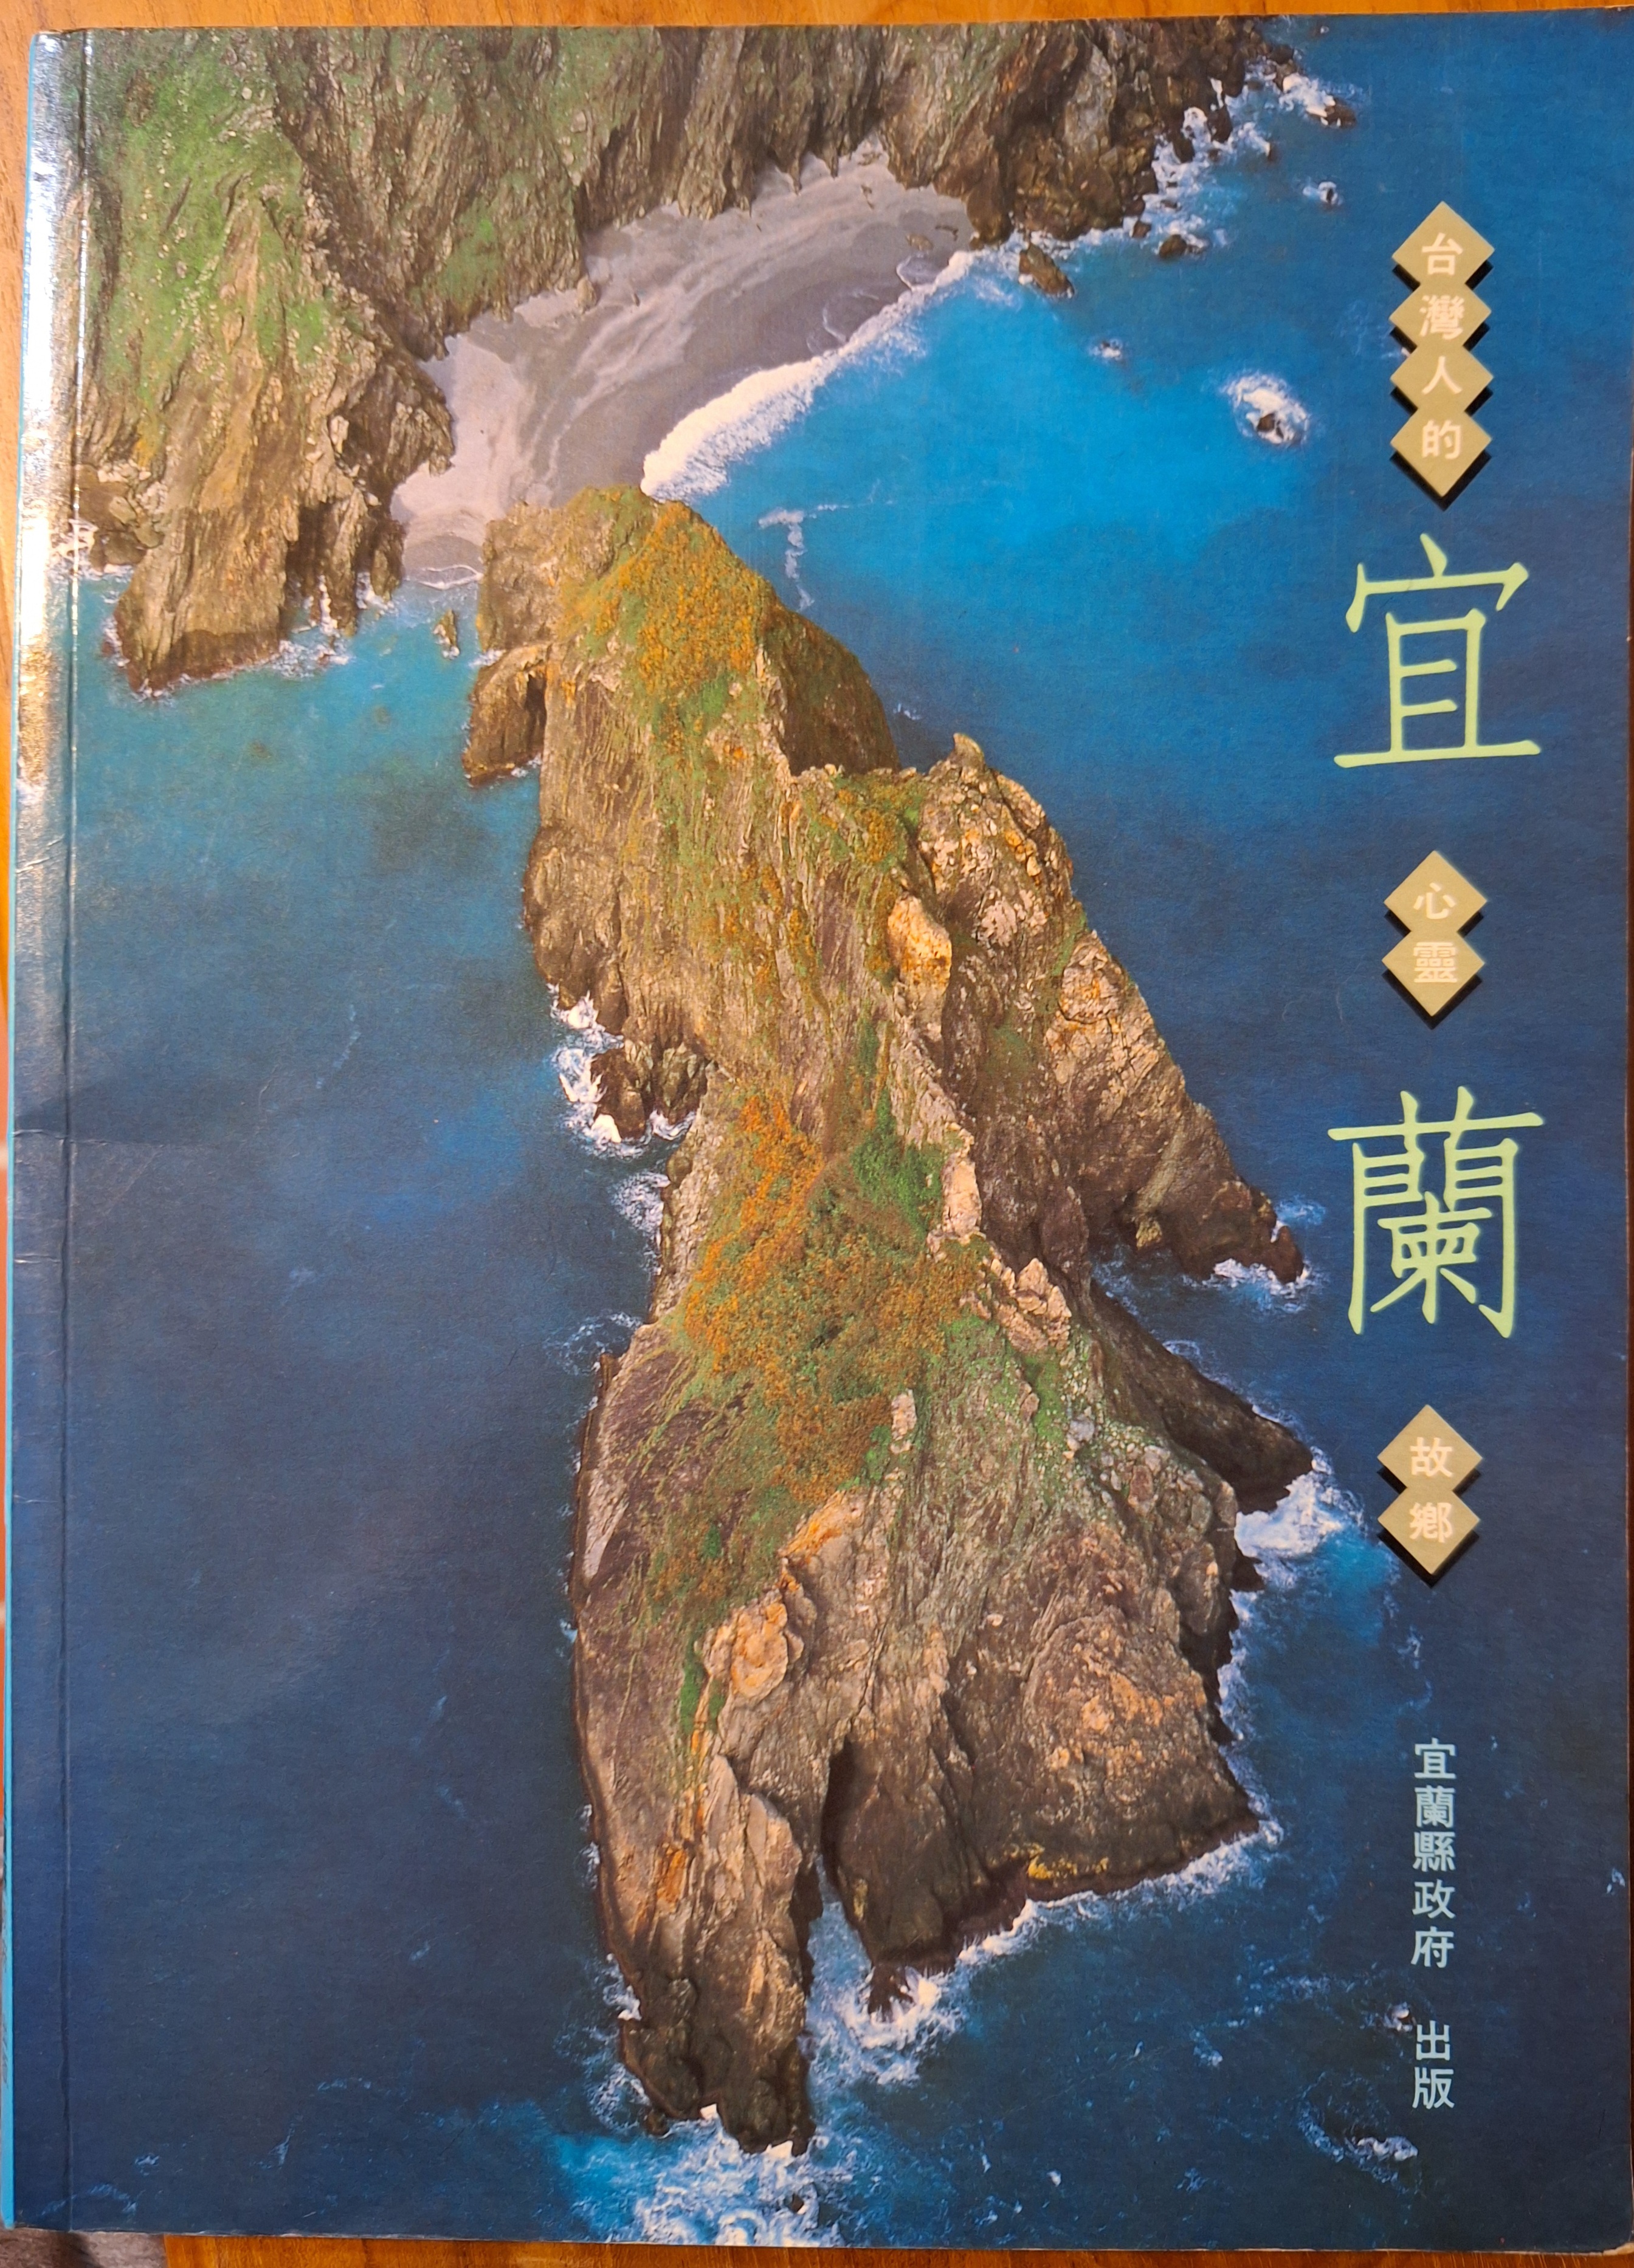 台灣人的
宜
心靈
蘭
故鄉
宜蘭縣政府 出版